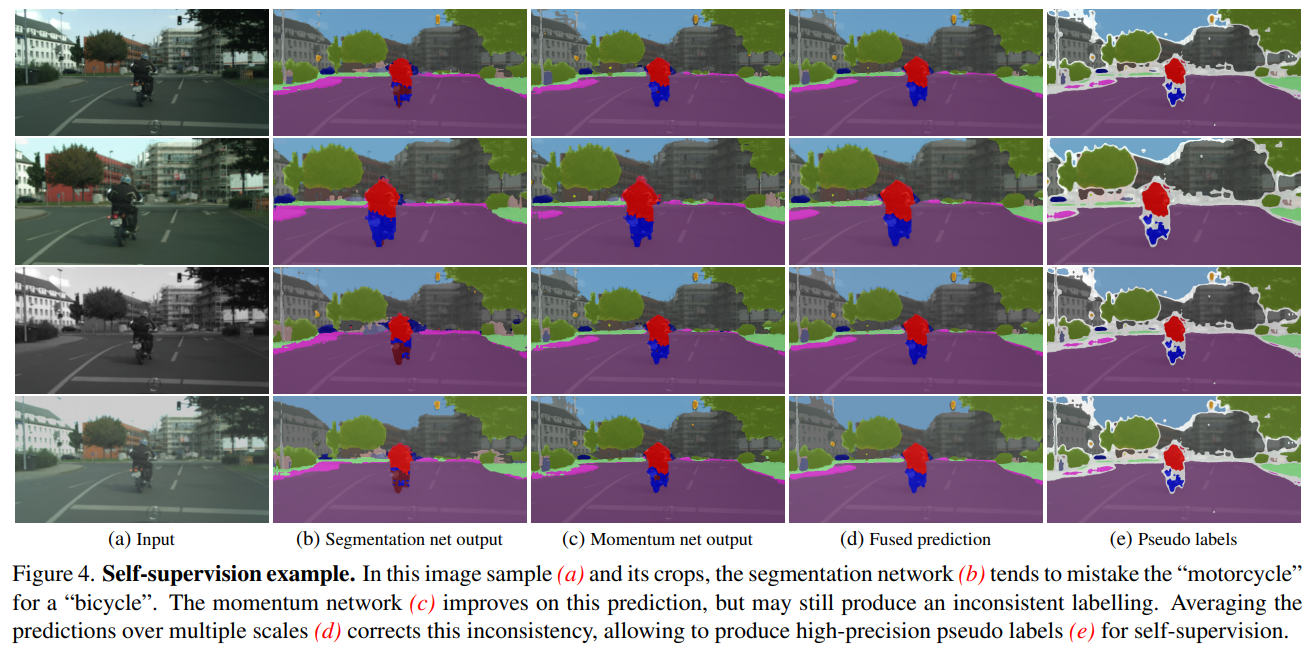 (a) Input
(b) Segmentation net output
(c) Momentum net output
(d) Fused prediction
(e) Pseudo labels
Figure 4. Self-supervision example. In this image sample (a) and its crops, the segmentation network (b) tends to mistake the “motorcycle”
for a “bicycle”. The momentum network (c) improves on this prediction, but may still produce an inconsistent labelling. Averaging the
predictions over multiple scales (d) corrects this inconsistency, allowing to produce high-precision pseudo labels (e) for self-supervision.